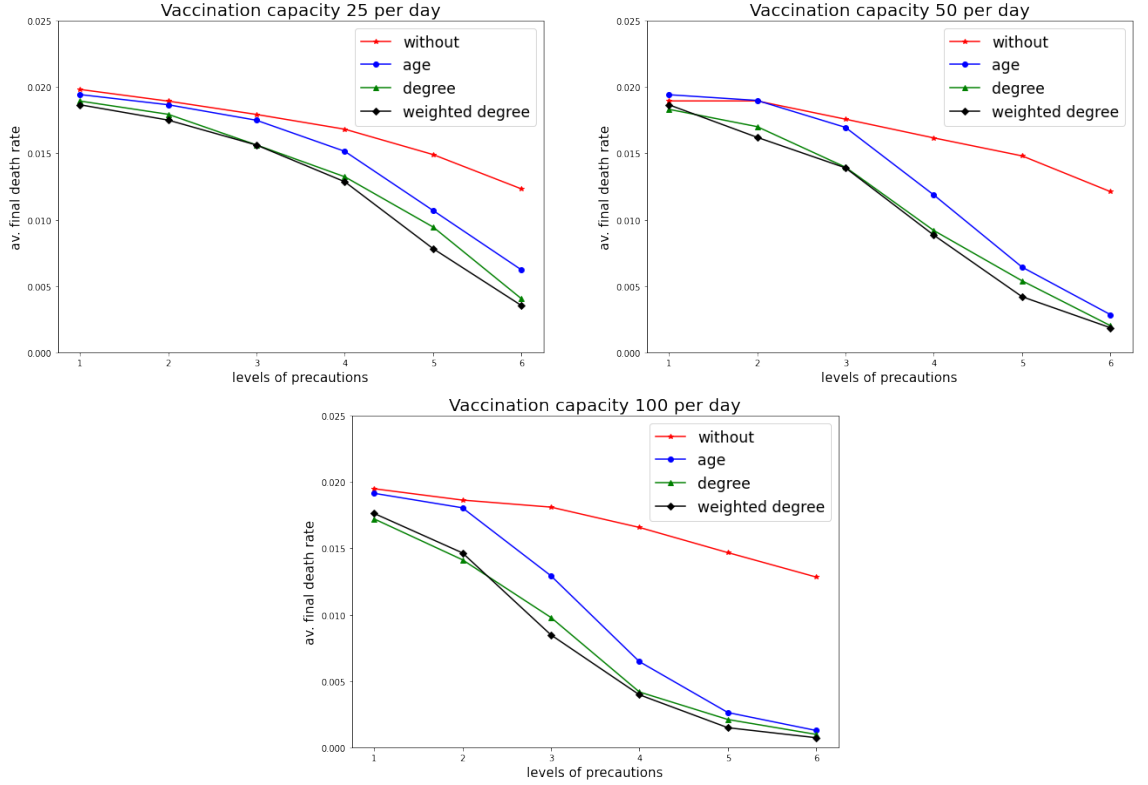 Vaccination capacity 25 per day
0.025
0.020
0.015
0.010
0.005
0.000
av. final death rate
without
age
degree
weighted degree
1 2 3 4 5 6
levels of precautions
Vaccination capacity 50 per day
0.025
0.020
0.015
0.010
0.005
0.000
av. final death rate
without
age
degree
weighted degree
1 2 3 4 5 6
levels of precautions
Vaccination capacity 100 per day
0.025
0.020
0.015
0.010
0.005
0.000
av. final death rate
without
age
degree
weighted degree
1 2 3 4 5 6
levels of precautions